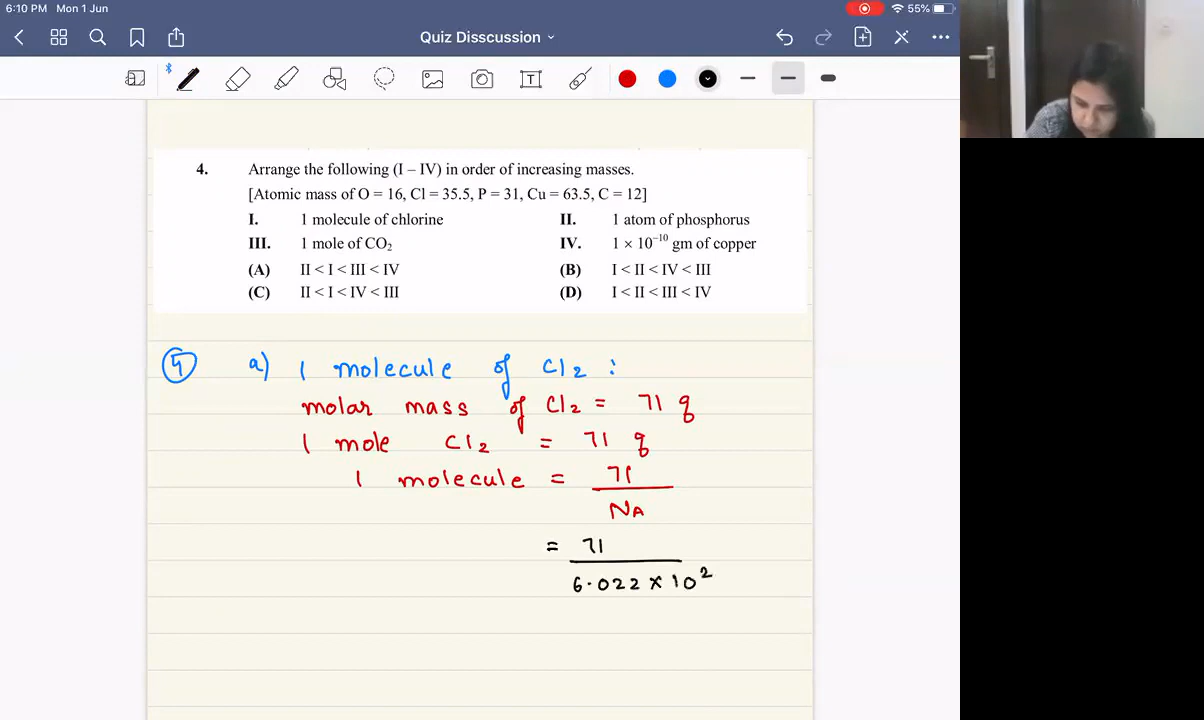 6:10 PM Mon 1 Jun
55%
Quiz Disscussion
4. Arrange the following (I – IV) in order of increasing masses.
[Atomic mass of O = 16, Cl = 35.5, P = 31, Cu = 63.5, C = 12]
I. 1 molecule of chlorine II. 1 atom of phosphorus
III. 1 mole of CO₂ IV. 1 × 10⁻¹⁰ gm of copper
(A) II < I < III < IV (B) I < II < IV < III
(C) II < I < IV < III (D) I < II < III < IV
4 a) 1 molecule of Cl₂ :
molar mass of Cl₂ = 71 g
1 mole Cl₂ = 71 g
1 molecule = 71
NA
= 71
6.022 × 10²